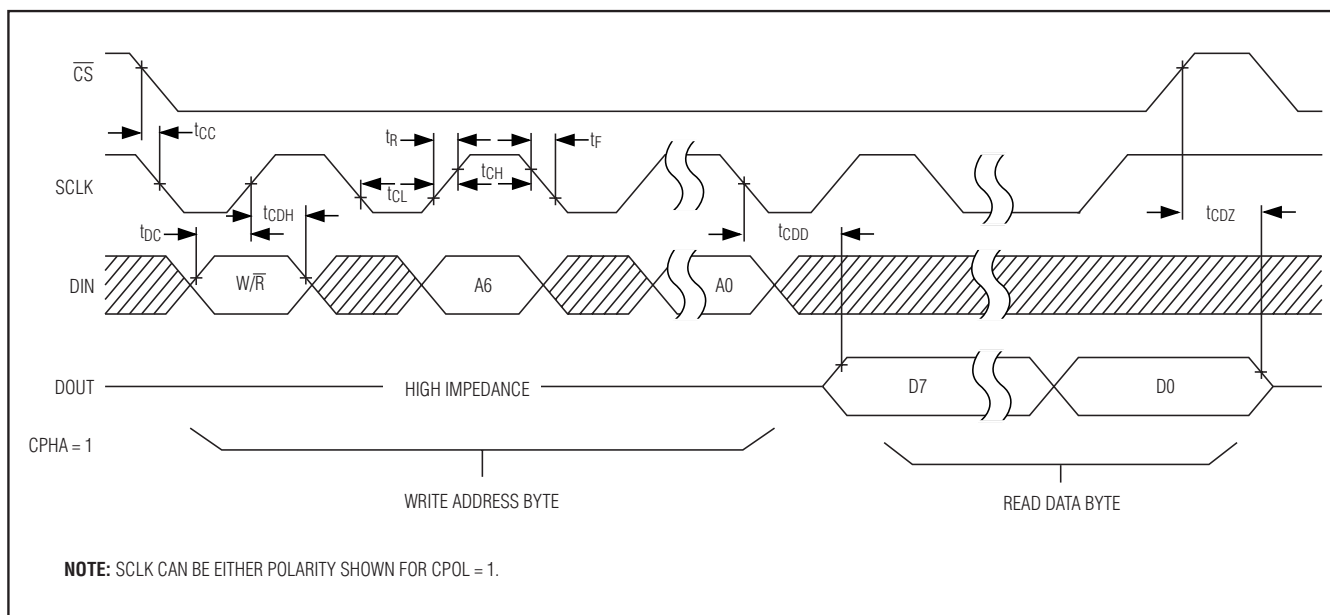 C̅S̅
tCC
tR
tF
SCLK
tCL
tCH
tCDH
tDC
tCDD
tCDZ
DIN
W/R̅
A6
A0
DOUT
HIGH IMPEDANCE
D7
D0
CPHA = 1
WRITE ADDRESS BYTE
READ DATA BYTE
NOTE: SCLK CAN BE EITHER POLARITY SHOWN FOR CPOL = 1.